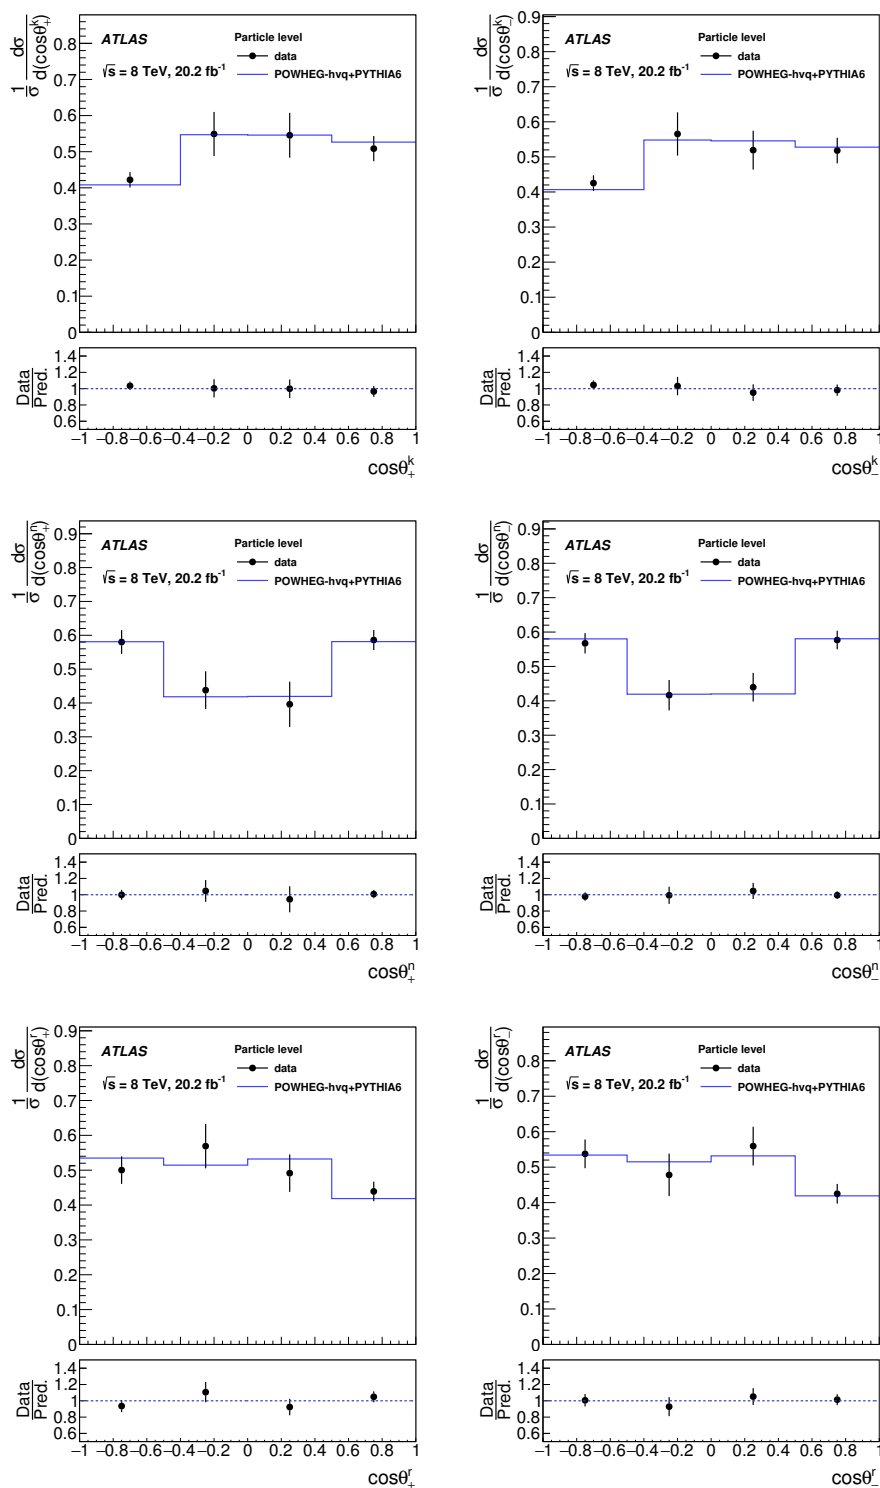 1/σ dσ/d(cosθ₊ᵏ)
ATLAS
Particle level
data
√s = 8 TeV, 20.2 fb⁻¹
POWHEG-hvq+PYTHIA6
0.8
0.7
0.6
0.5
0.4
0.3
0.2
0.1
0
Data/Pred.
1.4
1.2
1
0.8
0.6
−1 −0.8 −0.6 −0.4 −0.2 0 0.2 0.4 0.6 0.8 1
cosθ₊ᵏ
1/σ dσ/d(cosθ₋ᵏ)
ATLAS
Particle level
data
√s = 8 TeV, 20.2 fb⁻¹
POWHEG-hvq+PYTHIA6
0.9
0.8
0.7
0.6
0.5
0.4
0.3
0.2
0.1
0
Data/Pred.
1.4
1.2
1
0.8
0.6
−1 −0.8 −0.6 −0.4 −0.2 0 0.2 0.4 0.6 0.8 1
cosθ₋ᵏ
1/σ dσ/d(cosθ₊ⁿ)
ATLAS
Particle level
data
√s = 8 TeV, 20.2 fb⁻¹
POWHEG-hvq+PYTHIA6
0.9
0.8
0.7
0.6
0.5
0.4
0.3
0.2
0.1
0
Data/Pred.
1.4
1.2
1
0.8
0.6
−1 −0.8 −0.6 −0.4 −0.2 0 0.2 0.4 0.6 0.8 1
cosθ₊ⁿ
1/σ dσ/d(cosθ₋ⁿ)
ATLAS
Particle level
data
√s = 8 TeV, 20.2 fb⁻¹
POWHEG-hvq+PYTHIA6
0.9
0.8
0.7
0.6
0.5
0.4
0.3
0.2
0.1
0
Data/Pred.
1.4
1.2
1
0.8
0.6
−1 −0.8 −0.6 −0.4 −0.2 0 0.2 0.4 0.6 0.8 1
cosθ₋ⁿ
1/σ dσ/d(cosθ₊ʳ)
ATLAS
Particle level
data
√s = 8 TeV, 20.2 fb⁻¹
POWHEG-hvq+PYTHIA6
0.9
0.8
0.7
0.6
0.5
0.4
0.3
0.2
0.1
0
Data/Pred.
1.4
1.2
1
0.8
0.6
−1 −0.8 −0.6 −0.4 −0.2 0 0.2 0.4 0.6 0.8 1
cosθ₊ʳ
1/σ dσ/d(cosθ₋ʳ)
ATLAS
Particle level
data
√s = 8 TeV, 20.2 fb⁻¹
POWHEG-hvq+PYTHIA6
0.8
0.7
0.6
0.5
0.4
0.3
0.2
0.1
0
Data/Pred.
1.4
1.2
1
0.8
0.6
−1 −0.8 −0.6 −0.4 −0.2 0 0.2 0.4 0.6 0.8 1
cosθ₋ʳ